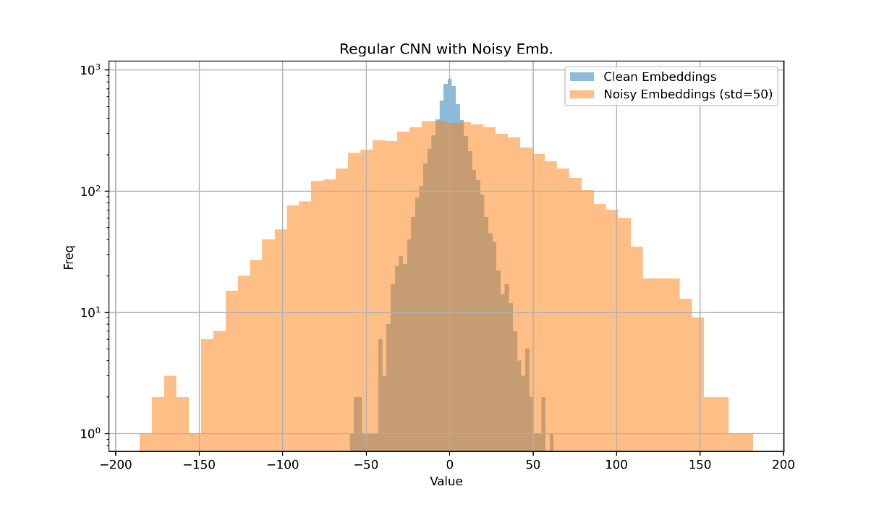 Regular CNN with Noisy Emb.
Clean Embeddings
Noisy Embeddings (std=50)
10³
10²
10¹
10⁰
Freq
−200 −150 −100 −50 0 50 100 150 200
Value